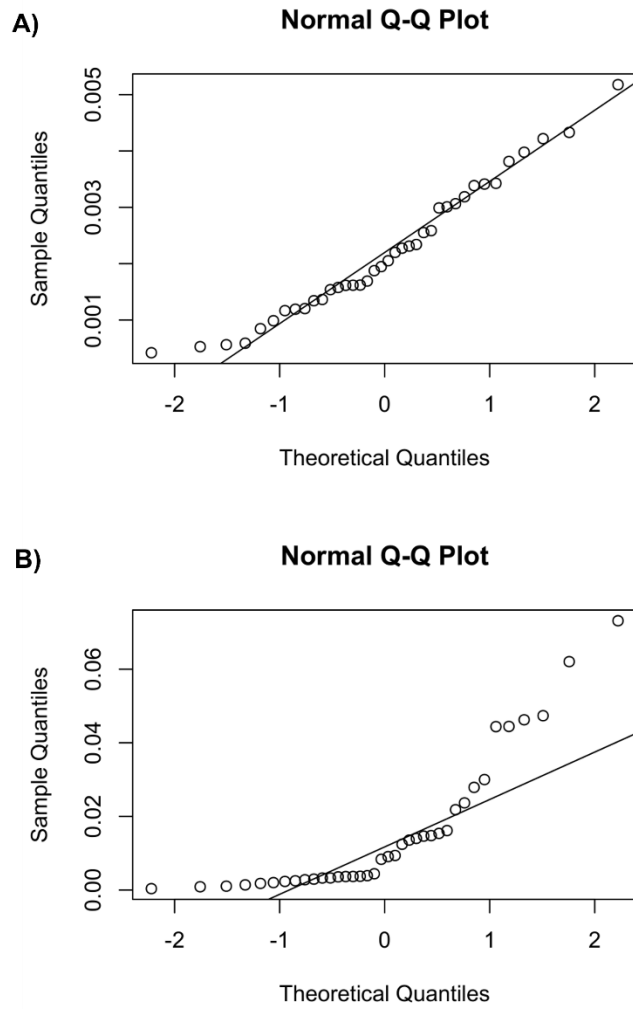 A)
Normal Q-Q Plot
Sample Quantiles
0.005
0.003
0.001
-2 -1 0 1 2
Theoretical Quantiles
B)
Normal Q-Q Plot
Sample Quantiles
0.06
0.04
0.02
0.00
-2 -1 0 1 2
Theoretical Quantiles